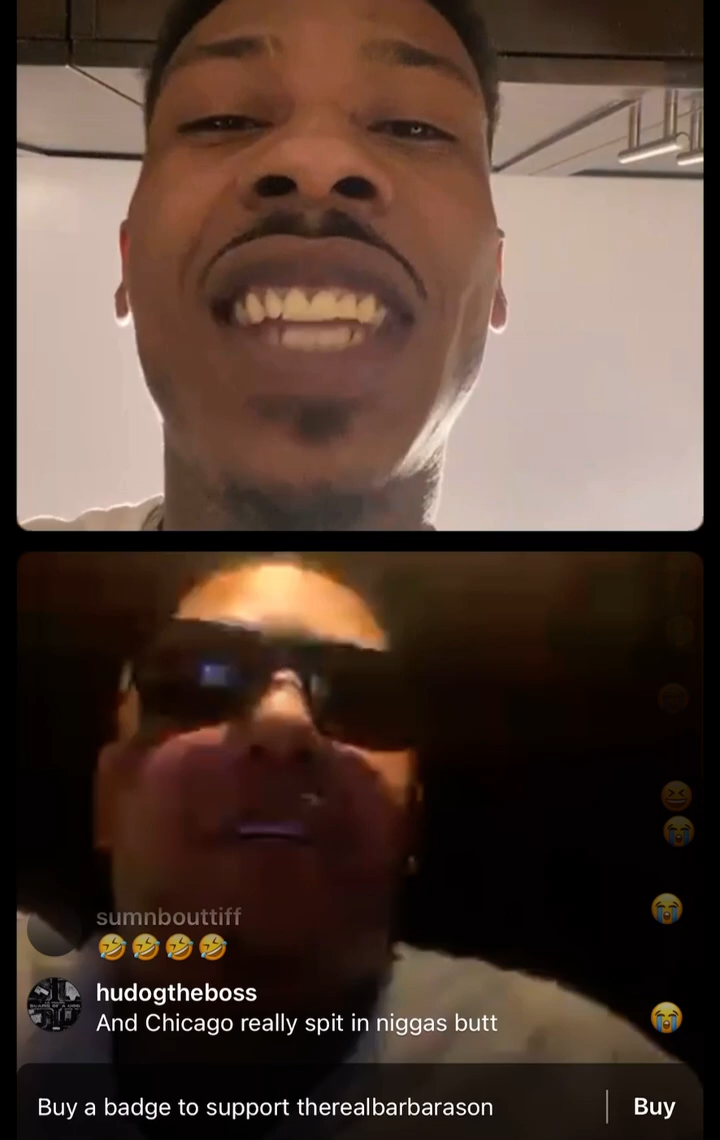 sumnbouttiff
🤣🤣🤣🤣
hudogtheboss
And Chicago really spit in niggas butt
Buy a badge to support therealbarbarason
Buy